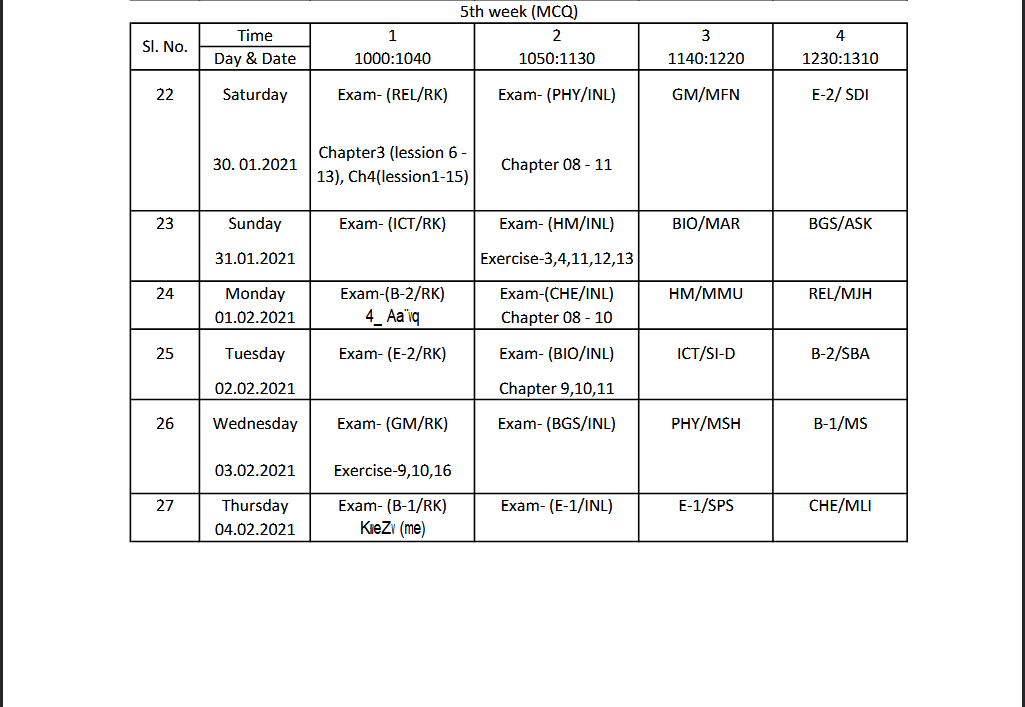 5th week (MCQ)
Sl. No. Time 1 2 3 4
Day & Date 1000:1040 1050:1130 1140:1220 1230:1310
22 Saturday Exam- (REL/RK) Exam- (PHY/INL) GM/MFN E-2/ SDI
30. 01.2021 Chapter3 (lession 6 - 13), Ch4(lession1-15) Chapter 08 - 11
23 Sunday Exam- (ICT/RK) Exam- (HM/INL) BIO/MAR BGS/ASK
31.01.2021 Exercise-3,4,11,12,13
24 Monday Exam-(B-2/RK) Exam-(CHE/INL) HM/MMU REL/MJH
01.02.2021 4_ Aa¨vq Chapter 08 - 10
25 Tuesday Exam- (E-2/RK) Exam- (BIO/INL) ICT/SI-D B-2/SBA
02.02.2021 Chapter 9,10,11
26 Wednesday Exam- (GM/RK) Exam- (BGS/INL) PHY/MSH B-1/MS
03.02.2021 Exercise-9,10,16
27 Thursday Exam- (B-1/RK) Exam- (E-1/INL) E-1/SPS CHE/MLI
04.02.2021 KweZv (me)